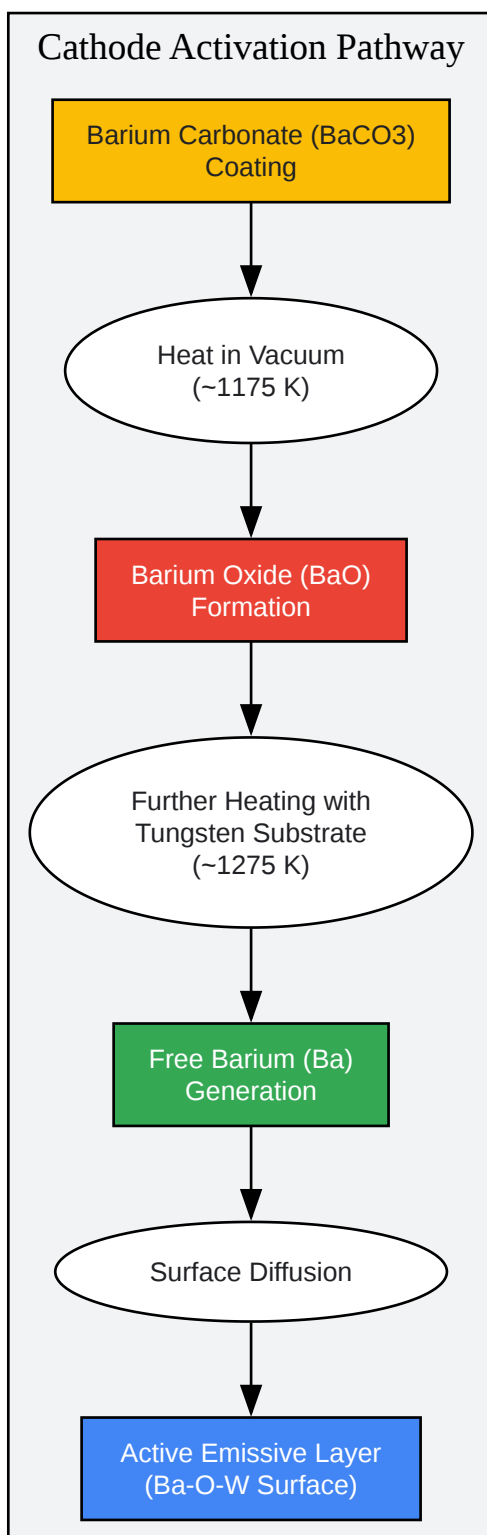 Cathode Activation Pathway
Barium Carbonate (BaCO3)
Coating
Heat in Vacuum
(~1175 K)
Barium Oxide (BaO)
Formation
Further Heating with
Tungsten Substrate
(~1275 K)
Free Barium (Ba)
Generation
Surface Diffusion
Active Emissive Layer
(Ba-O-W Surface)